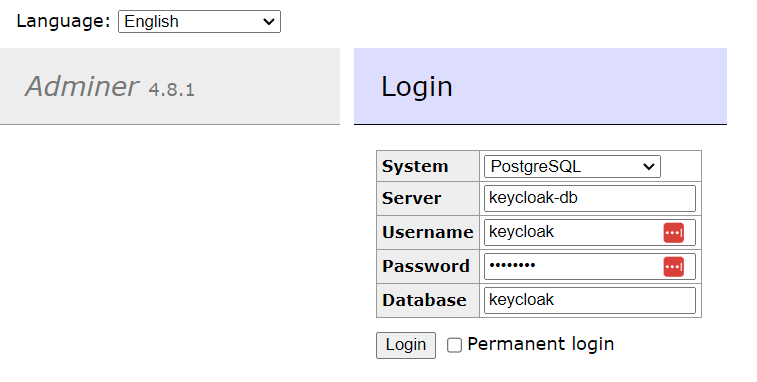 Language: English
Adminer 4.8.1
Login
System PostgreSQL
Server keycloak-db
Username keycloak
Password ••••••••
Database keycloak
Login Permanent login